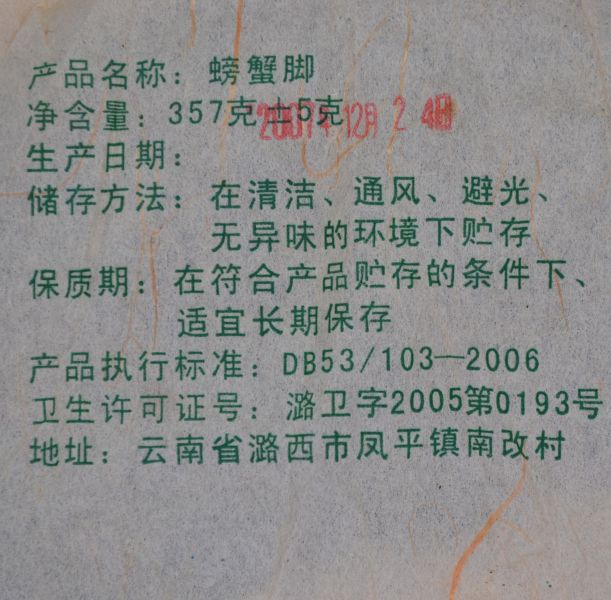 产品名称：螃蟹脚
净含量：357克±5克
2007年12月24日
生产日期：
储存方法：在清洁、通风、避光、
无异味的环境下贮存
保质期：在符合产品贮存的条件下、
适宜长期保存
产品执行标准：DB53/103—2006
卫生许可证号：潞卫字2005第0193号
地址：云南省潞西市凤平镇南改村